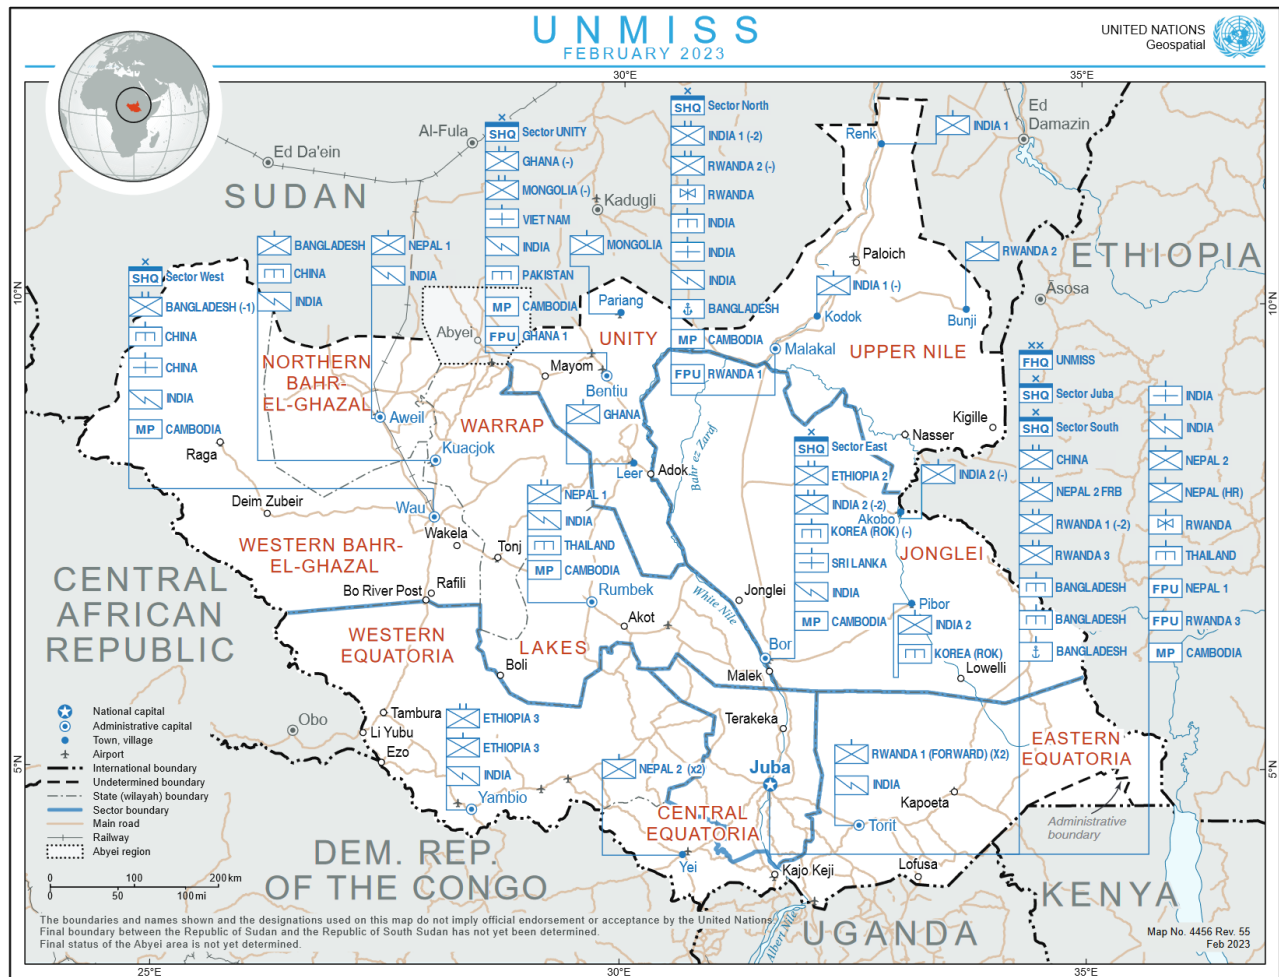 UNMISS
FEBRUARY 2023
UNITED NATIONS
Geospatial
30°E
35°E
10°N
5°N
10°N
5°N
25°E
30°E
35°E
SUDAN
ETHIOPIA
CENTRAL
AFRICAN
REPUBLIC
DEM. REP.
OF THE CONGO
UGANDA
KENYA
Ed Da'ein
Al-Fula
Kadugli
Ed
Damazin
Āsosa
Obo
Abyei
NORTHERN
BAHR-
EL-GHAZAL
WARRAP
UNITY
UPPER NILE
WESTERN BAHR-
EL-GHAZAL
WESTERN
EQUATORIA
LAKES
JONGLEI
CENTRAL
EQUATORIA
EASTERN
EQUATORIA
SHQ Sector West
BANGLADESH (-1)
CHINA
CHINA
INDIA
MP CAMBODIA
BANGLADESH
CHINA
INDIA
NEPAL 1
INDIA
SHQ Sector UNITY
GHANA (-)
MONGOLIA (-)
VIET NAM
INDIA
PAKISTAN
MP CAMBODIA
FPU GHANA 1
MONGOLIA
GHANA
SHQ Sector North
INDIA 1 (-2)
RWANDA 2 (-)
RWANDA
INDIA
INDIA
INDIA
BANGLADESH
MP CAMBODIA
FPU RWANDA 1
INDIA 1
RWANDA 2
INDIA 1 (-)
NEPAL 1
INDIA
THAILAND
MP CAMBODIA
SHQ Sector East
ETHIOPIA 2
INDIA 2 (-2)
KOREA (ROK) (-)
SRI LANKA
INDIA
MP CAMBODIA
INDIA 2 (-)
INDIA 2
KOREA (ROK)
FHQ UNMISS
SHQ Sector Juba
SHQ Sector South
CHINA
NEPAL 2 FRB
RWANDA 1 (-2)
RWANDA 3
BANGLADESH
BANGLADESH
BANGLADESH
INDIA
INDIA
NEPAL 2
NEPAL (HR)
RWANDA
THAILAND
FPU NEPAL 1
FPU RWANDA 3
MP CAMBODIA
ETHIOPIA 3
ETHIOPIA 3
INDIA
NEPAL 2 (x2)
RWANDA 1 (FORWARD) (X2)
INDIA
Renk
Paloich
Kodok
Bunji
Malakal
Pariang
Mayom
Bentiu
Leer
Adok
Bahr ez Zaraf
Kigille
Nasser
Akobo
Aweil
Kuacjok
Raga
Deim Zubeir
Wau
Wakela
Tonj
Rafili
Bo River Post
Rumbek
Akot
White Nile
Jonglei
Bor
Malek
Pibor
Lowelli
Boli
Tambura
Li Yubu
Ezo
Yambio
Terakeka
Juba
Torit
Kapoeta
Lofusa
Yei
Kajo Keji
Albert Nile
Administrative
boundary
National capital
Administrative capital
Town, village
Airport
International boundary
Undetermined boundary
State (wilayah) boundary
Sector boundary
Main road
Railway
Abyei region
0 100 200 km
0 50 100 mi
The boundaries and names shown and the designations used on this map do not imply official endorsement or acceptance by the United Nations.
Final boundary between the Republic of Sudan and the Republic of South Sudan has not yet been determined.
Final status of the Abyei area is not yet determined.
Map No. 4456 Rev. 55
Feb 2023